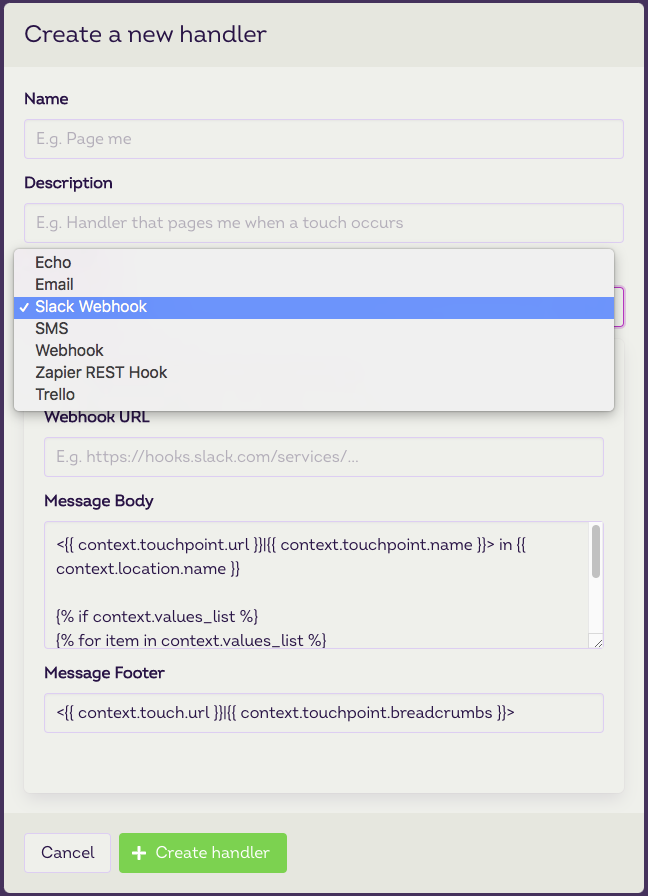 Create a new handler
Name
E.g. Page me
Description
E.g. Handler that pages me when a touch occurs
Echo
Email
✓ Slack Webhook
SMS
Webhook
Zapier REST Hook
Trello
Webhook URL
E.g. https://hooks.slack.com/services/...
Message Body
<{{ context.touchpoint.url }}|{{ context.touchpoint.name }}> in {{
context.location.name }}
{% if context.values_list %}
{% for item in context.values_list %}
Message Footer
<{{ context.touch.url }}|{{ context.touchpoint.breadcrumbs }}>
Cancel
+ Create handler